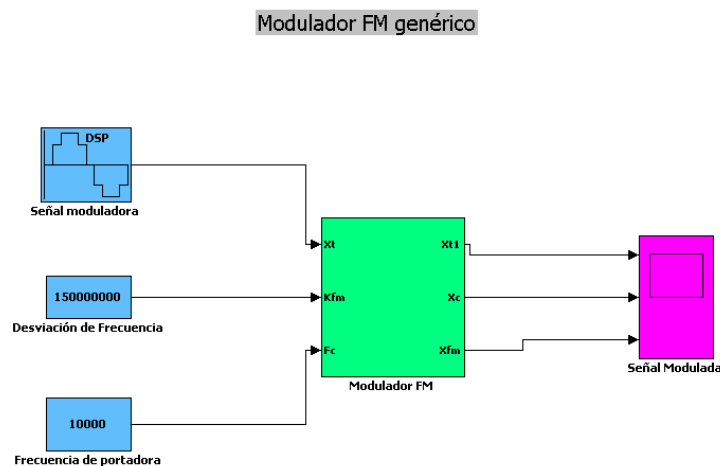 Modulador FM genérico
DSP
Señal moduladora
150000000
Desviación de Frecuencia
10000
Frecuencia de portadora
Xt
Kfm
Fc
Xt1
Xc
Xfm
Modulador FM
Señal Modulada